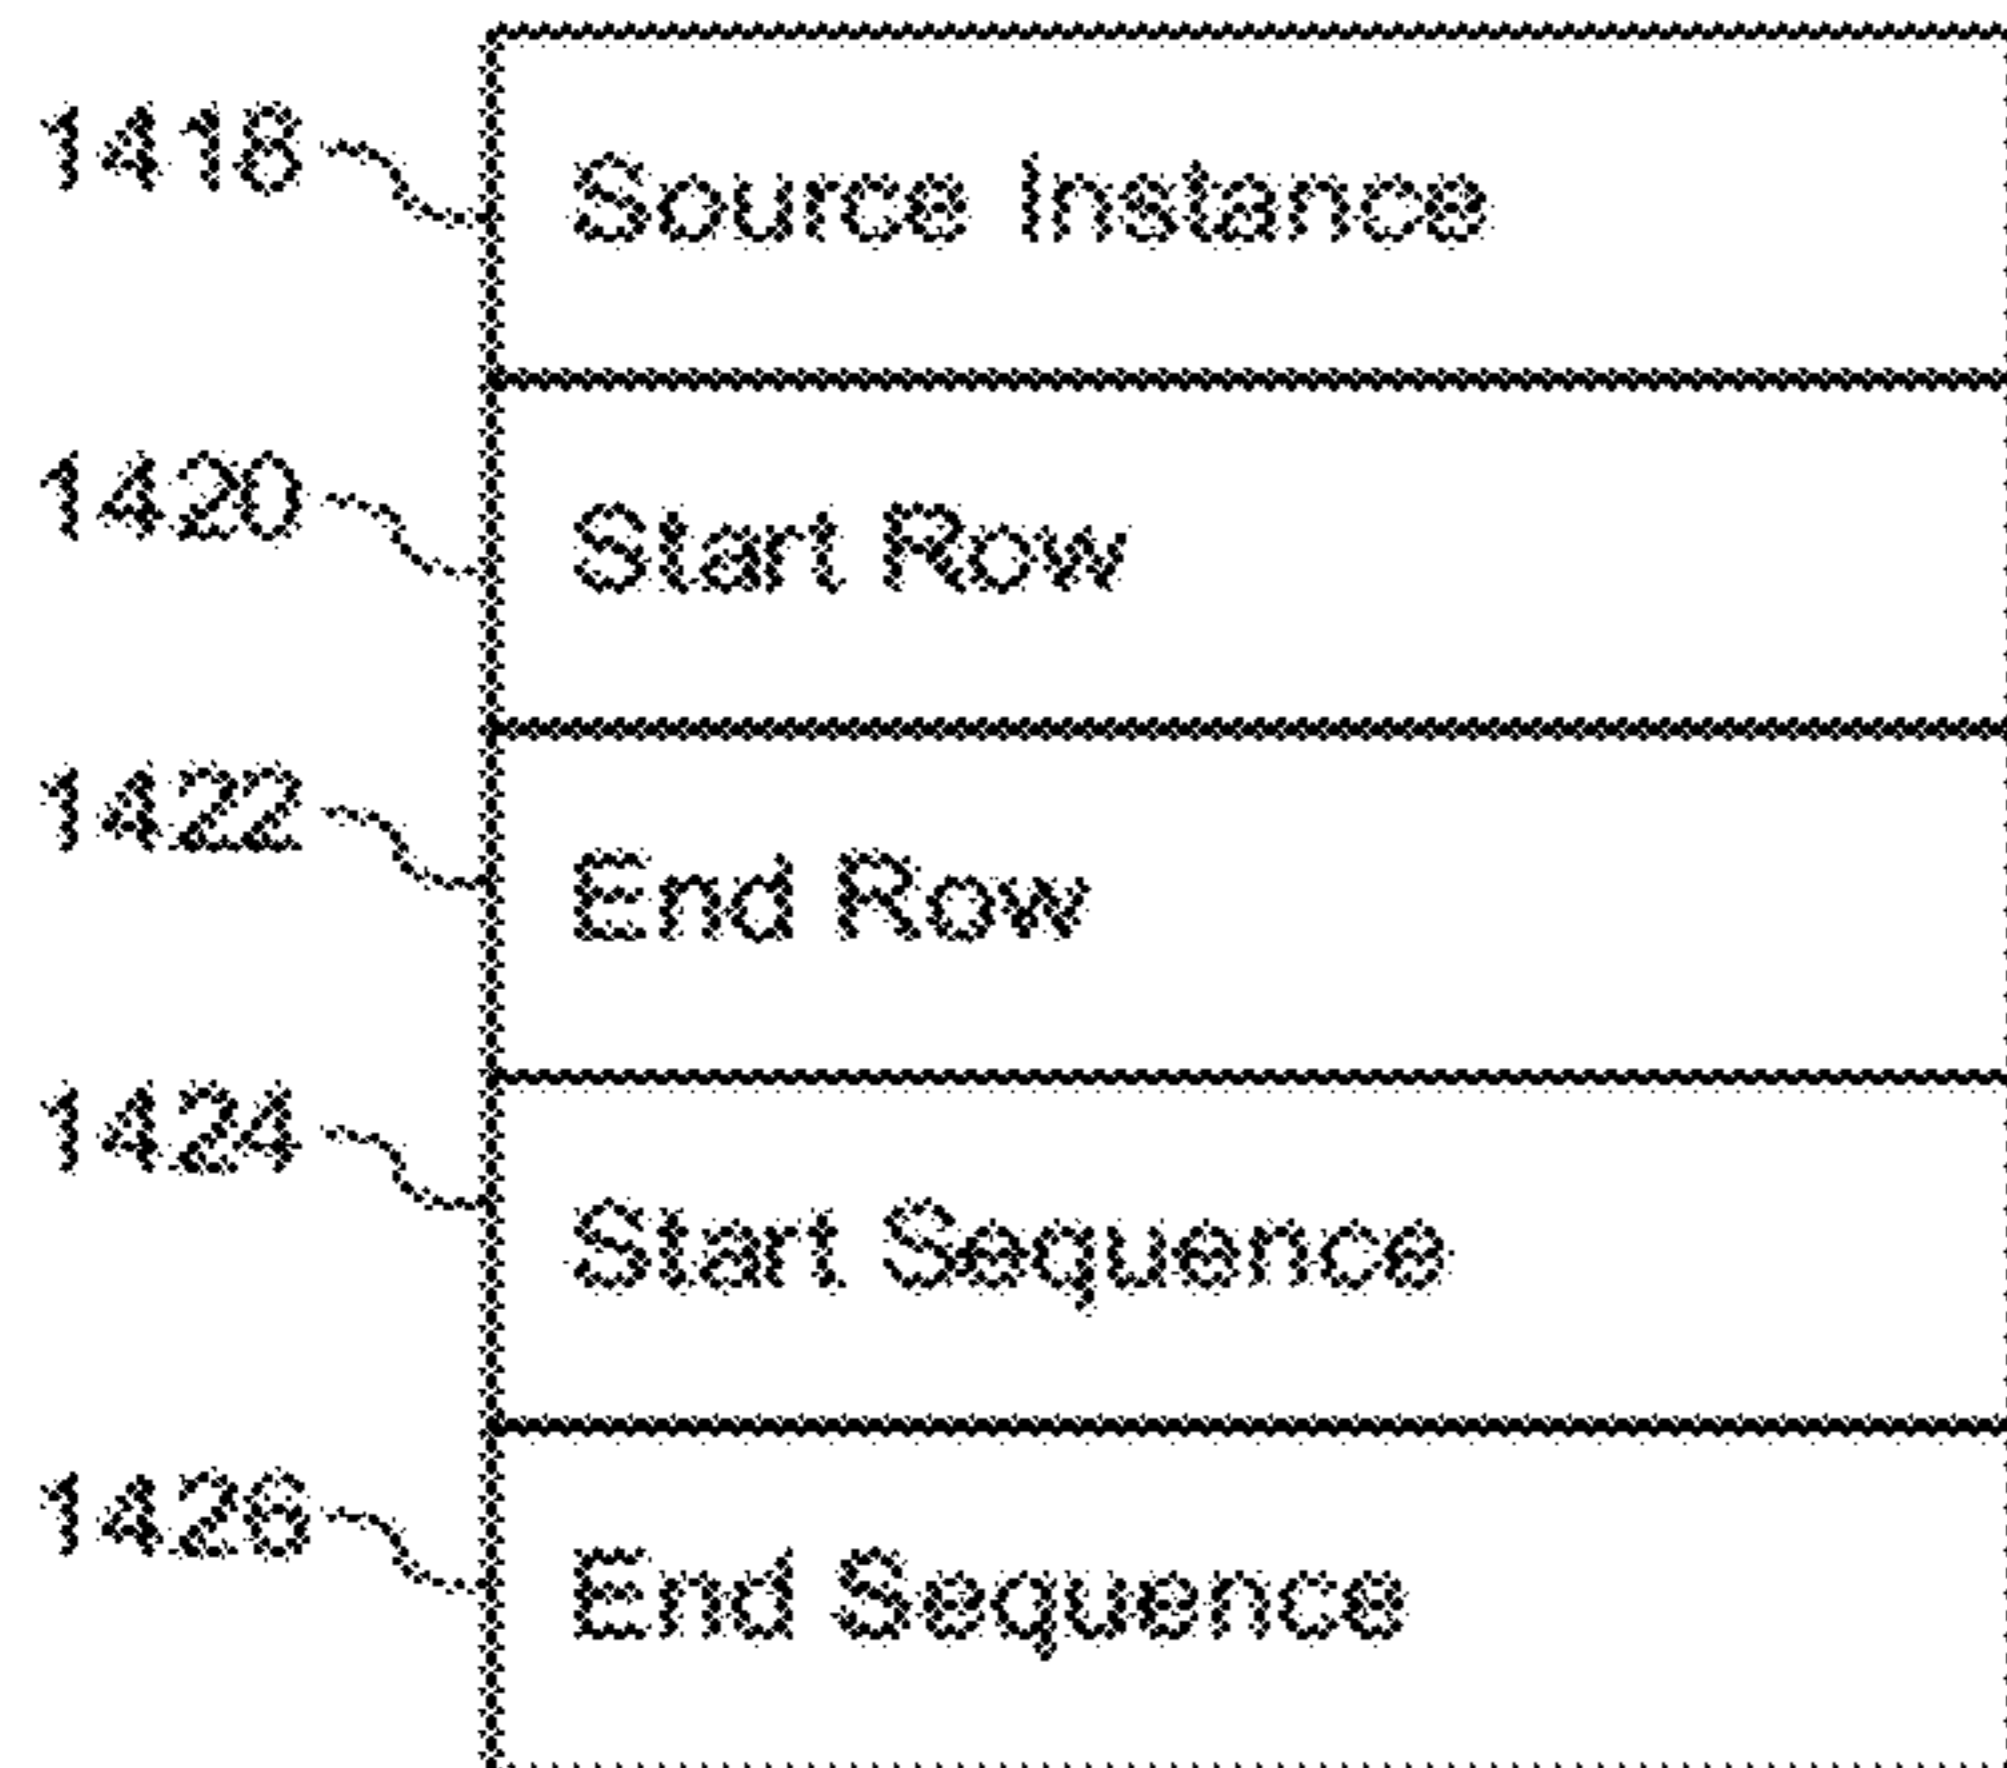 1418 Source Instance
1420 Start Row
1422 End Row
1424 Start Sequence
1426 End Sequence